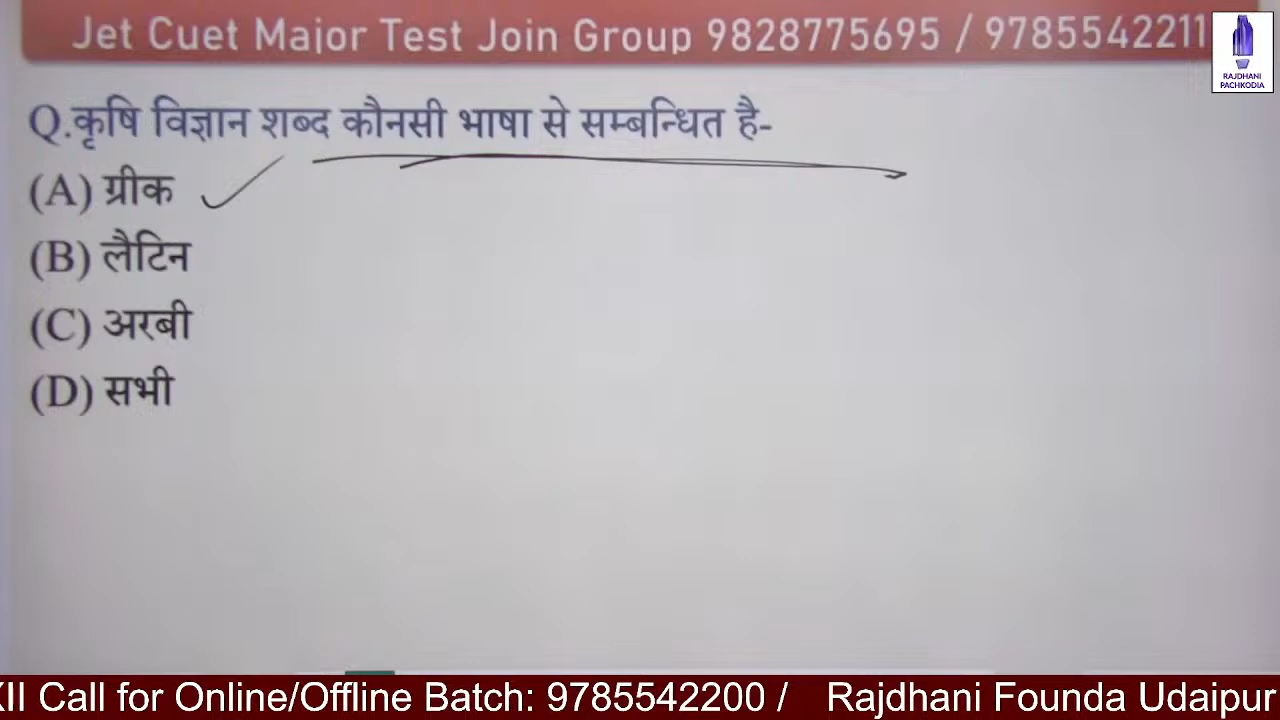 Jet Cuet Major Test Join Group 9828775695 / 9785542211
RAJDHANI
PACHKODIA
Q.कृषि विज्ञान शब्द कौनसी भाषा से सम्बन्धित है-
(A) ग्रीक
(B) लैटिन
(C) अरबी
(D) सभी
XII Call for Online/Offline Batch: 9785542200 / Rajdhani Founda Udaipur